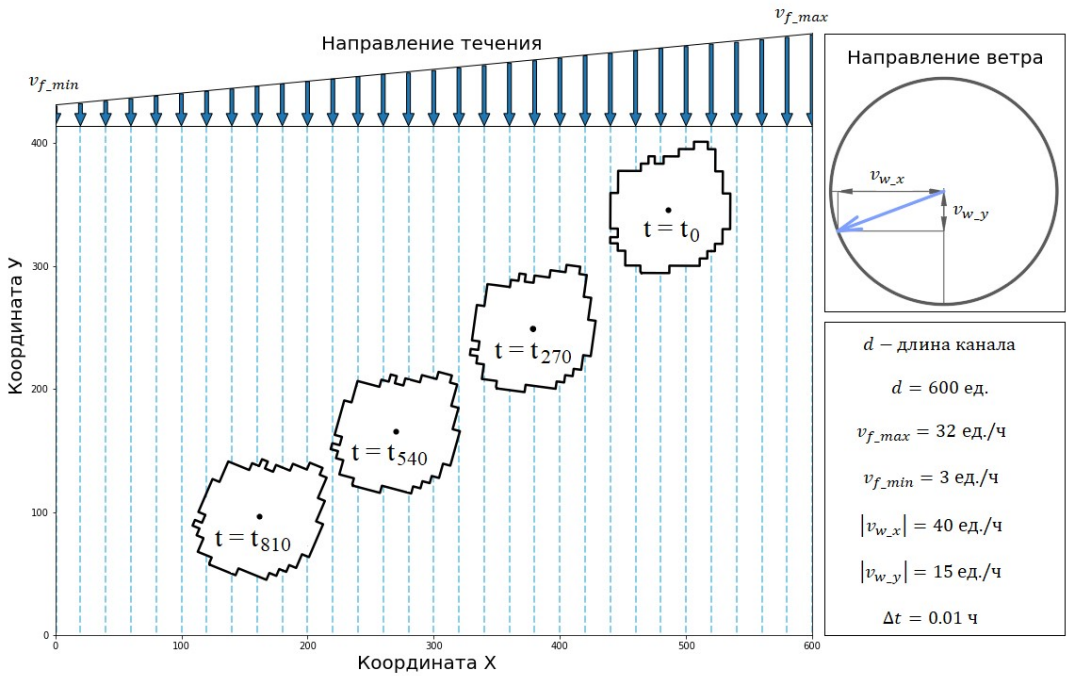 v_f_max
Направление течения
v_f_min
Направление ветра
v_w_x
v_w_y
t = t₀
t = t₂₇₀
t = t₅₄₀
t = t₈₁₀
Координата У
400
300
200
100
0
0 100 200 300 400 500 600
Координата Х
d − длина канала
d = 600 ед.
v_f_max = 32 ед./ч
v_f_min = 3 ед./ч
|v_w_x| = 40 ед./ч
|v_w_y| = 15 ед./ч
Δt = 0.01 ч